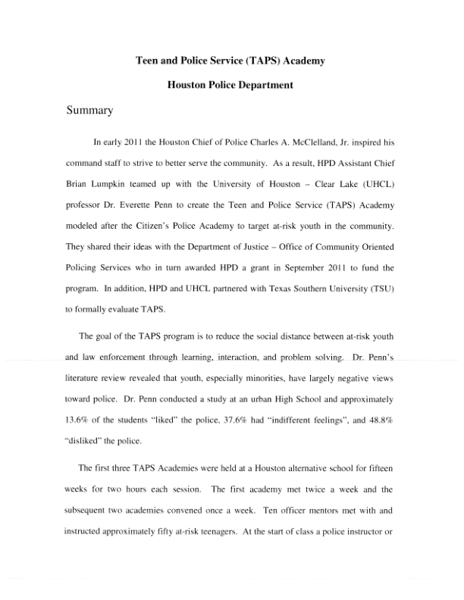 Teen and Police Service (TAPS) Academy
Houston Police Department
Summary
In early 2011 the Houston Chief of Police Charles A. McClelland, Jr. inspired his
command staff to strive to better serve the community. As a result, HPD Assistant Chief
Brian Lumpkin teamed up with the University of Houston – Clear Lake (UHCL)
professor Dr. Everette Penn to create the Teen and Police Service (TAPS) Academy
modeled after the Citizen's Police Academy to target at-risk youth in the community.
They shared their ideas with the Department of Justice – Office of Community Oriented
Policing Services who in turn awarded HPD a grant in September 2011 to fund the
program. In addition, HPD and UHCL partnered with Texas Southern University (TSU)
to formally evaluate TAPS.
The goal of the TAPS program is to reduce the social distance between at-risk youth
and law enforcement through learning, interaction, and problem solving. Dr. Penn's
literature review revealed that youth, especially minorities, have largely negative views
toward police. Dr. Penn conducted a study at an urban High School and approximately
13.6% of the students "liked" the police, 37.6% had "indifferent feelings", and 48.8%
"disliked" the police.
The first three TAPS Academies were held at a Houston alternative school for fifteen
weeks for two hours each session. The first academy met twice a week and the
subsequent two academies convened once a week. Ten officer mentors met with and
instructed approximately fifty at-risk teenagers. At the start of class a police instructor or